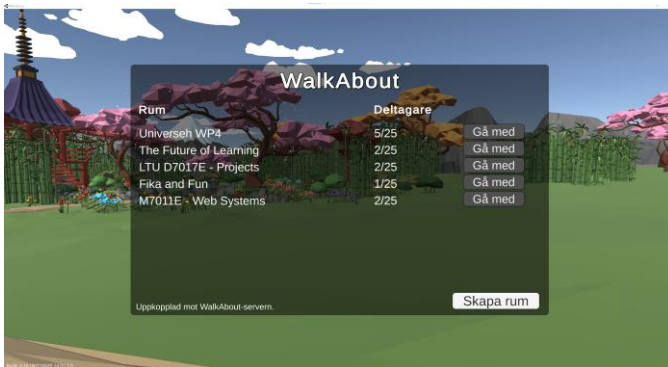 WalkAbout
Rum Deltagare
Universeh WP4 5/25 Gå med
The Future of Learning 2/25 Gå med
LTU D7017E - Projects 2/25 Gå med
Fika and Fun 1/25 Gå med
M7011E - Web Systems 2/25 Gå med
Uppkopplad mot WalkAbout-servern.
Skapa rum